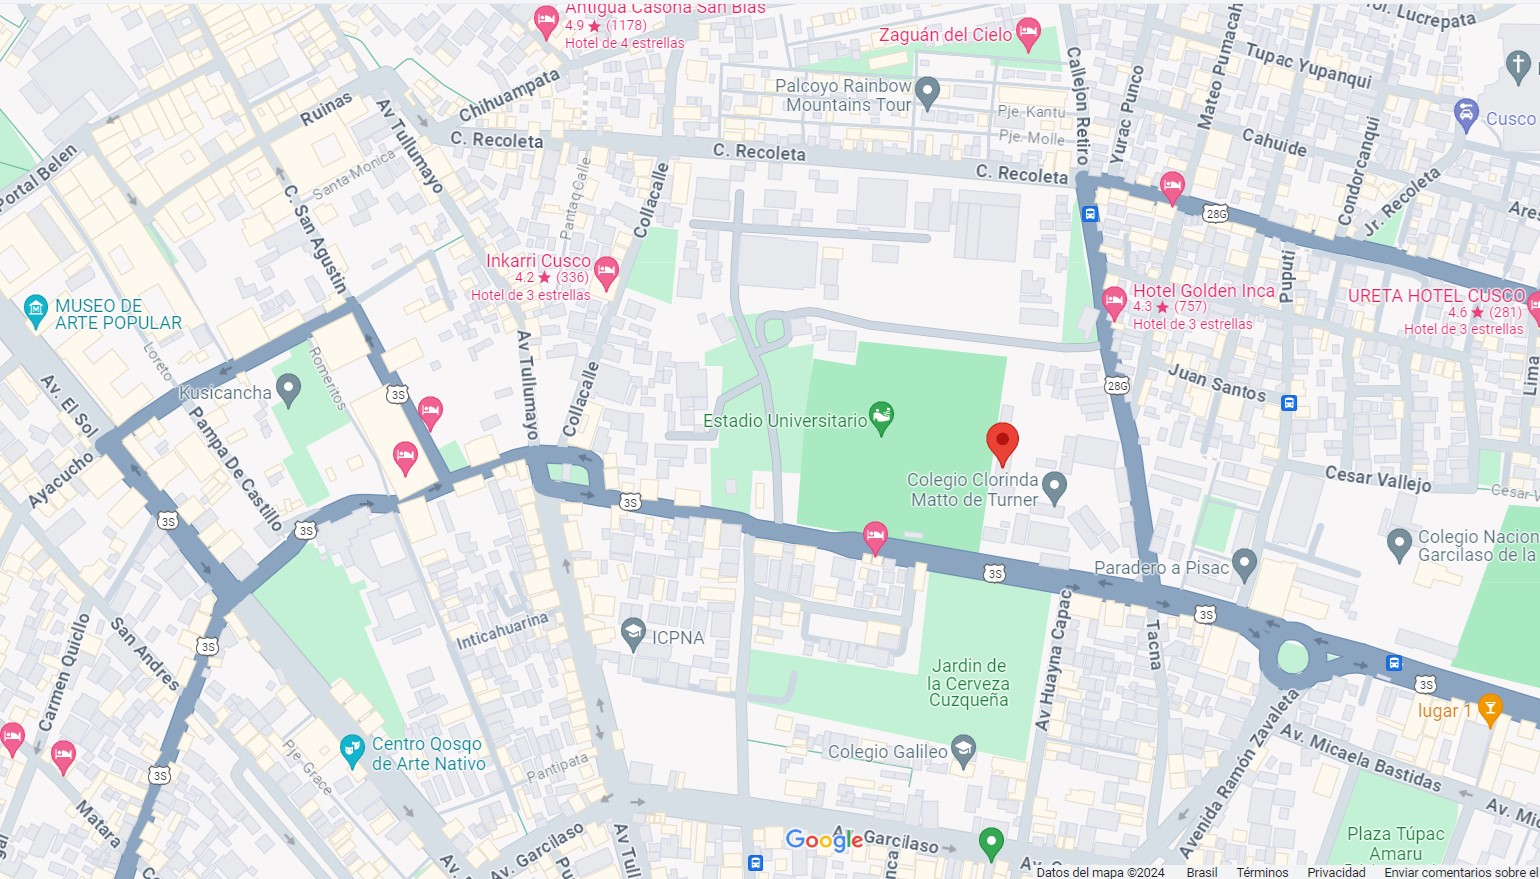 Antigua Casona San Blas
4.9 ★ (1178)
Hotel de 4 estrellas
Zaguán del Cielo
Lucrepata
Tupac Yupanqui
Mateo Pumacah
Callejon Retiro
Yurac Punco
Chihuampata
Ruinas
Av Tullumayo
Palcoyo Rainbow
Mountains Tour
Pje. Kantu
Pje. Molle
Cusco
Cahuide
Condorcanqui
C. Recoleta
C. Recoleta
C. Recoleta
Portal Belen
Santa Monica
C. San Agustin
Pantaq Calle
Collacalle
Jr. Recoleta
28G
Puputi
Inkarri Cusco
4.2 ★ (336)
Hotel de 3 estrellas
MUSEO DE
ARTE POPULAR
Hotel Golden Inca
4.3 ★ (757)
Hotel de 3 estrellas
URETA HOTEL CUSCO
4.6 ★ (281)
Hotel de 3 estrellas
Loreto
Romeritos
Av Tullumayo
Collacalle
Juan Santos
Lima
28G
3S
Kusicancha
Av. El Sol
Pampa De Castillo
Ayacucho
Estadio Universitario
Colegio Clorinda
Matto de Turner
Cesar Vallejo
3S
3S
3S
Colegio Nacion
Garcilaso de la
Paradero a Pisac
3S
3S
Av Huayna Capac
Tacna
Inticahuarina
ICPNA
Carmen Quicllo
San Andres
3S
Jardin de
la Cerveza
Cuzqueña
3S
lugar 1
Avenida Ramón Zavaleta
Av. Micaela Bastidas
Centro Qosqo
de Arte Nativo
Pje Grace
Pantipata
Colegio Galileo
3S
Matara
Av. Garcilaso
Av. Garcilaso
Google
Plaza Túpac
Amaru
Datos del mapa ©2024
Brasil
Términos
Privacidad
Enviar comentarios sobre el